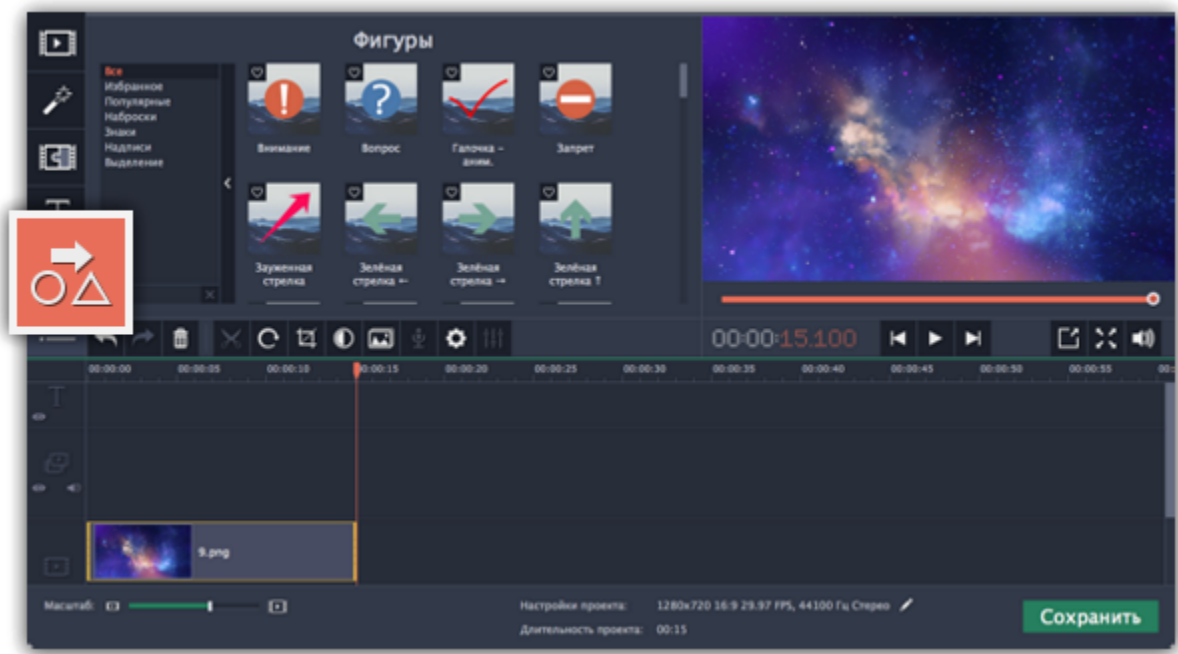 Фигуры
Все
Избранное
Популярные
Наброски
Знаки
Надписи
Выделение
Внимание
Вопрос
Галочка –
аним.
Запрет
Зауженная
стрелка
Зелёная
стрелка ←
Зелёная
стрелка →
Зелёная
стрелка ↑
00:00:15.100
00:00:00 00:00:05 00:00:10 00:00:15 00:00:20 00:00:25 00:00:30 00:00:35 00:00:40 00:00:45 00:00:50 00:00:55
9.png
Масштаб:
Настройки проекта: 1280x720 16:9 29.97 FPS, 44100 Гц Стерео
Длительность проекта: 00:15
Сохранить